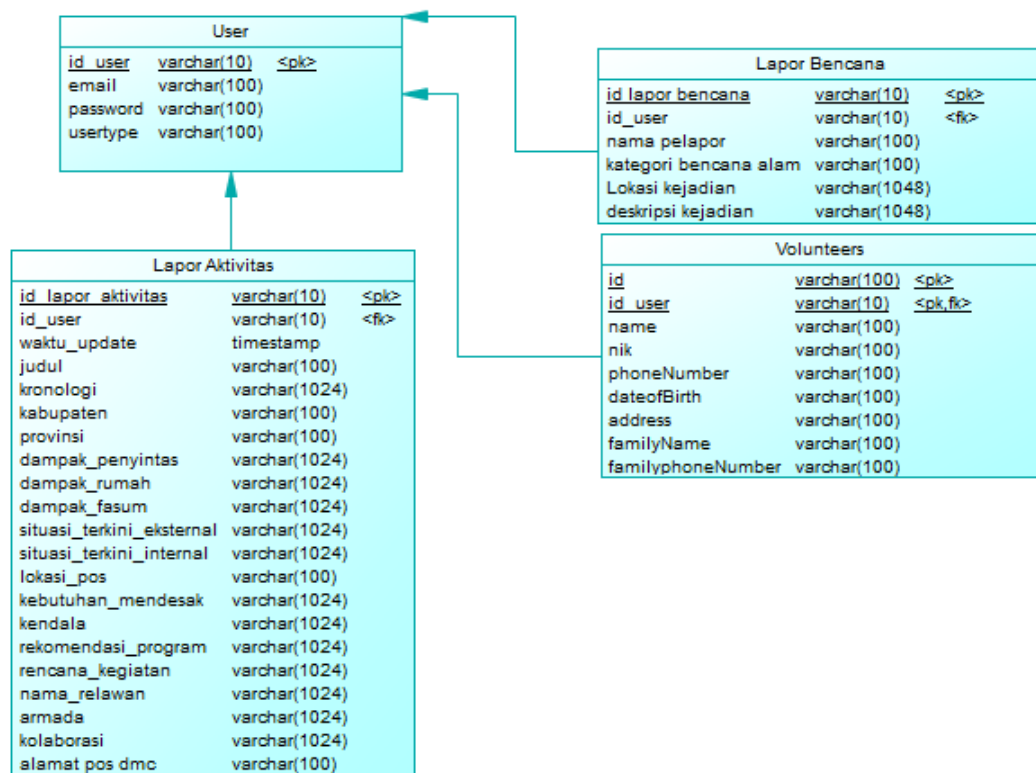 User
id_user varchar(10) <pk>
email varchar(100)
password varchar(100)
usertype varchar(100)
Lapor Bencana
id lapor bencana varchar(10) <pk>
id_user varchar(10) <fk>
nama pelapor varchar(100)
kategori bencana alam varchar(100)
Lokasi kejadian varchar(1048)
deskripsi kejadian varchar(1048)
Volunteers
id varchar(100) <pk>
id_user varchar(10) <pk,fk>
name varchar(100)
nik varchar(100)
phoneNumber varchar(100)
dateofBirth varchar(100)
address varchar(100)
familyName varchar(100)
familyphoneNumber varchar(100)
Lapor Aktivitas
id_lapor_aktivitas varchar(10) <pk>
id_user varchar(10) <fk>
waktu_update timestamp
judul varchar(100)
kronologi varchar(1024)
kabupaten varchar(100)
provinsi varchar(100)
dampak_penyintas varchar(1024)
dampak_rumah varchar(1024)
dampak_fasum varchar(1024)
situasi_terkini_eksternal varchar(1024)
situasi_terkini_internal varchar(1024)
lokasi_pos varchar(100)
kebutuhan_mendesak varchar(1024)
kendala varchar(1024)
rekomendasi_program varchar(1024)
rencana_kegiatan varchar(1024)
nama_relawan varchar(1024)
armada varchar(1024)
kolaborasi varchar(1024)
alamat pos dmc varchar(100)